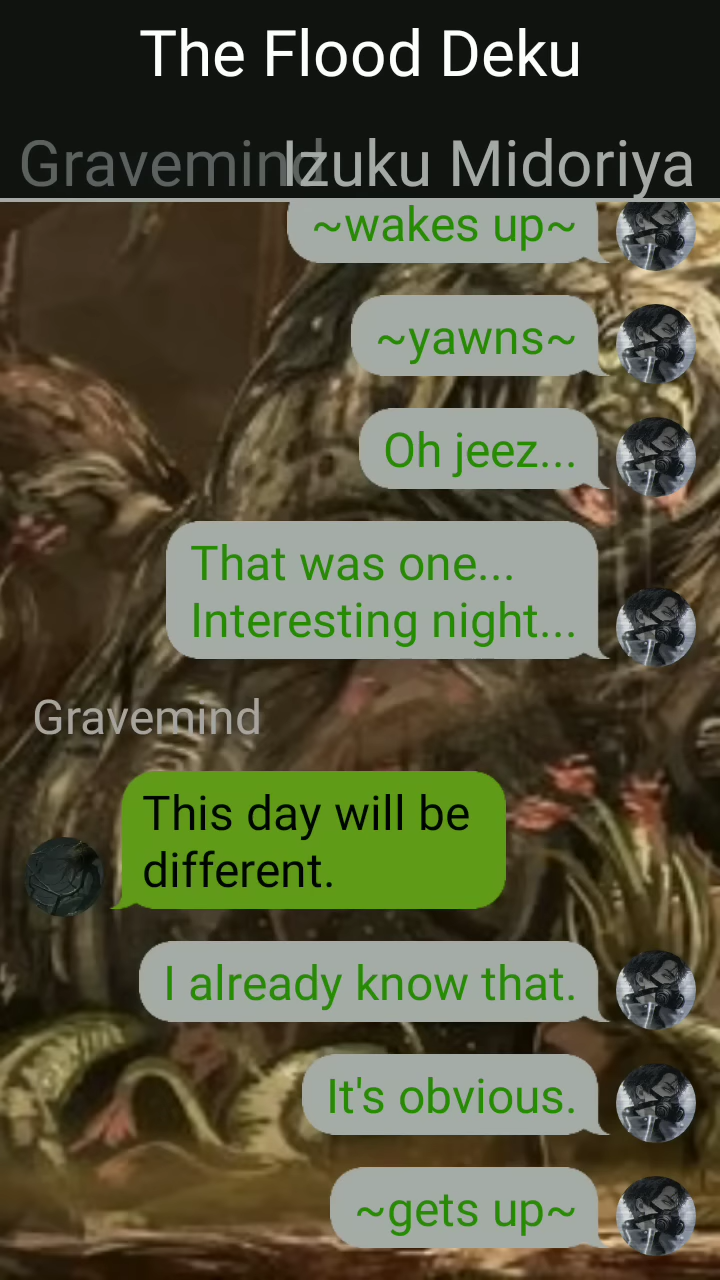 The Flood Deku
Gravemind Izuku Midoriya
~wakes up~
~yawns~
Oh jeez...
That was one...
Interesting night...
Gravemind
This day will be
different.
I already know that.
It's obvious.
~gets up~